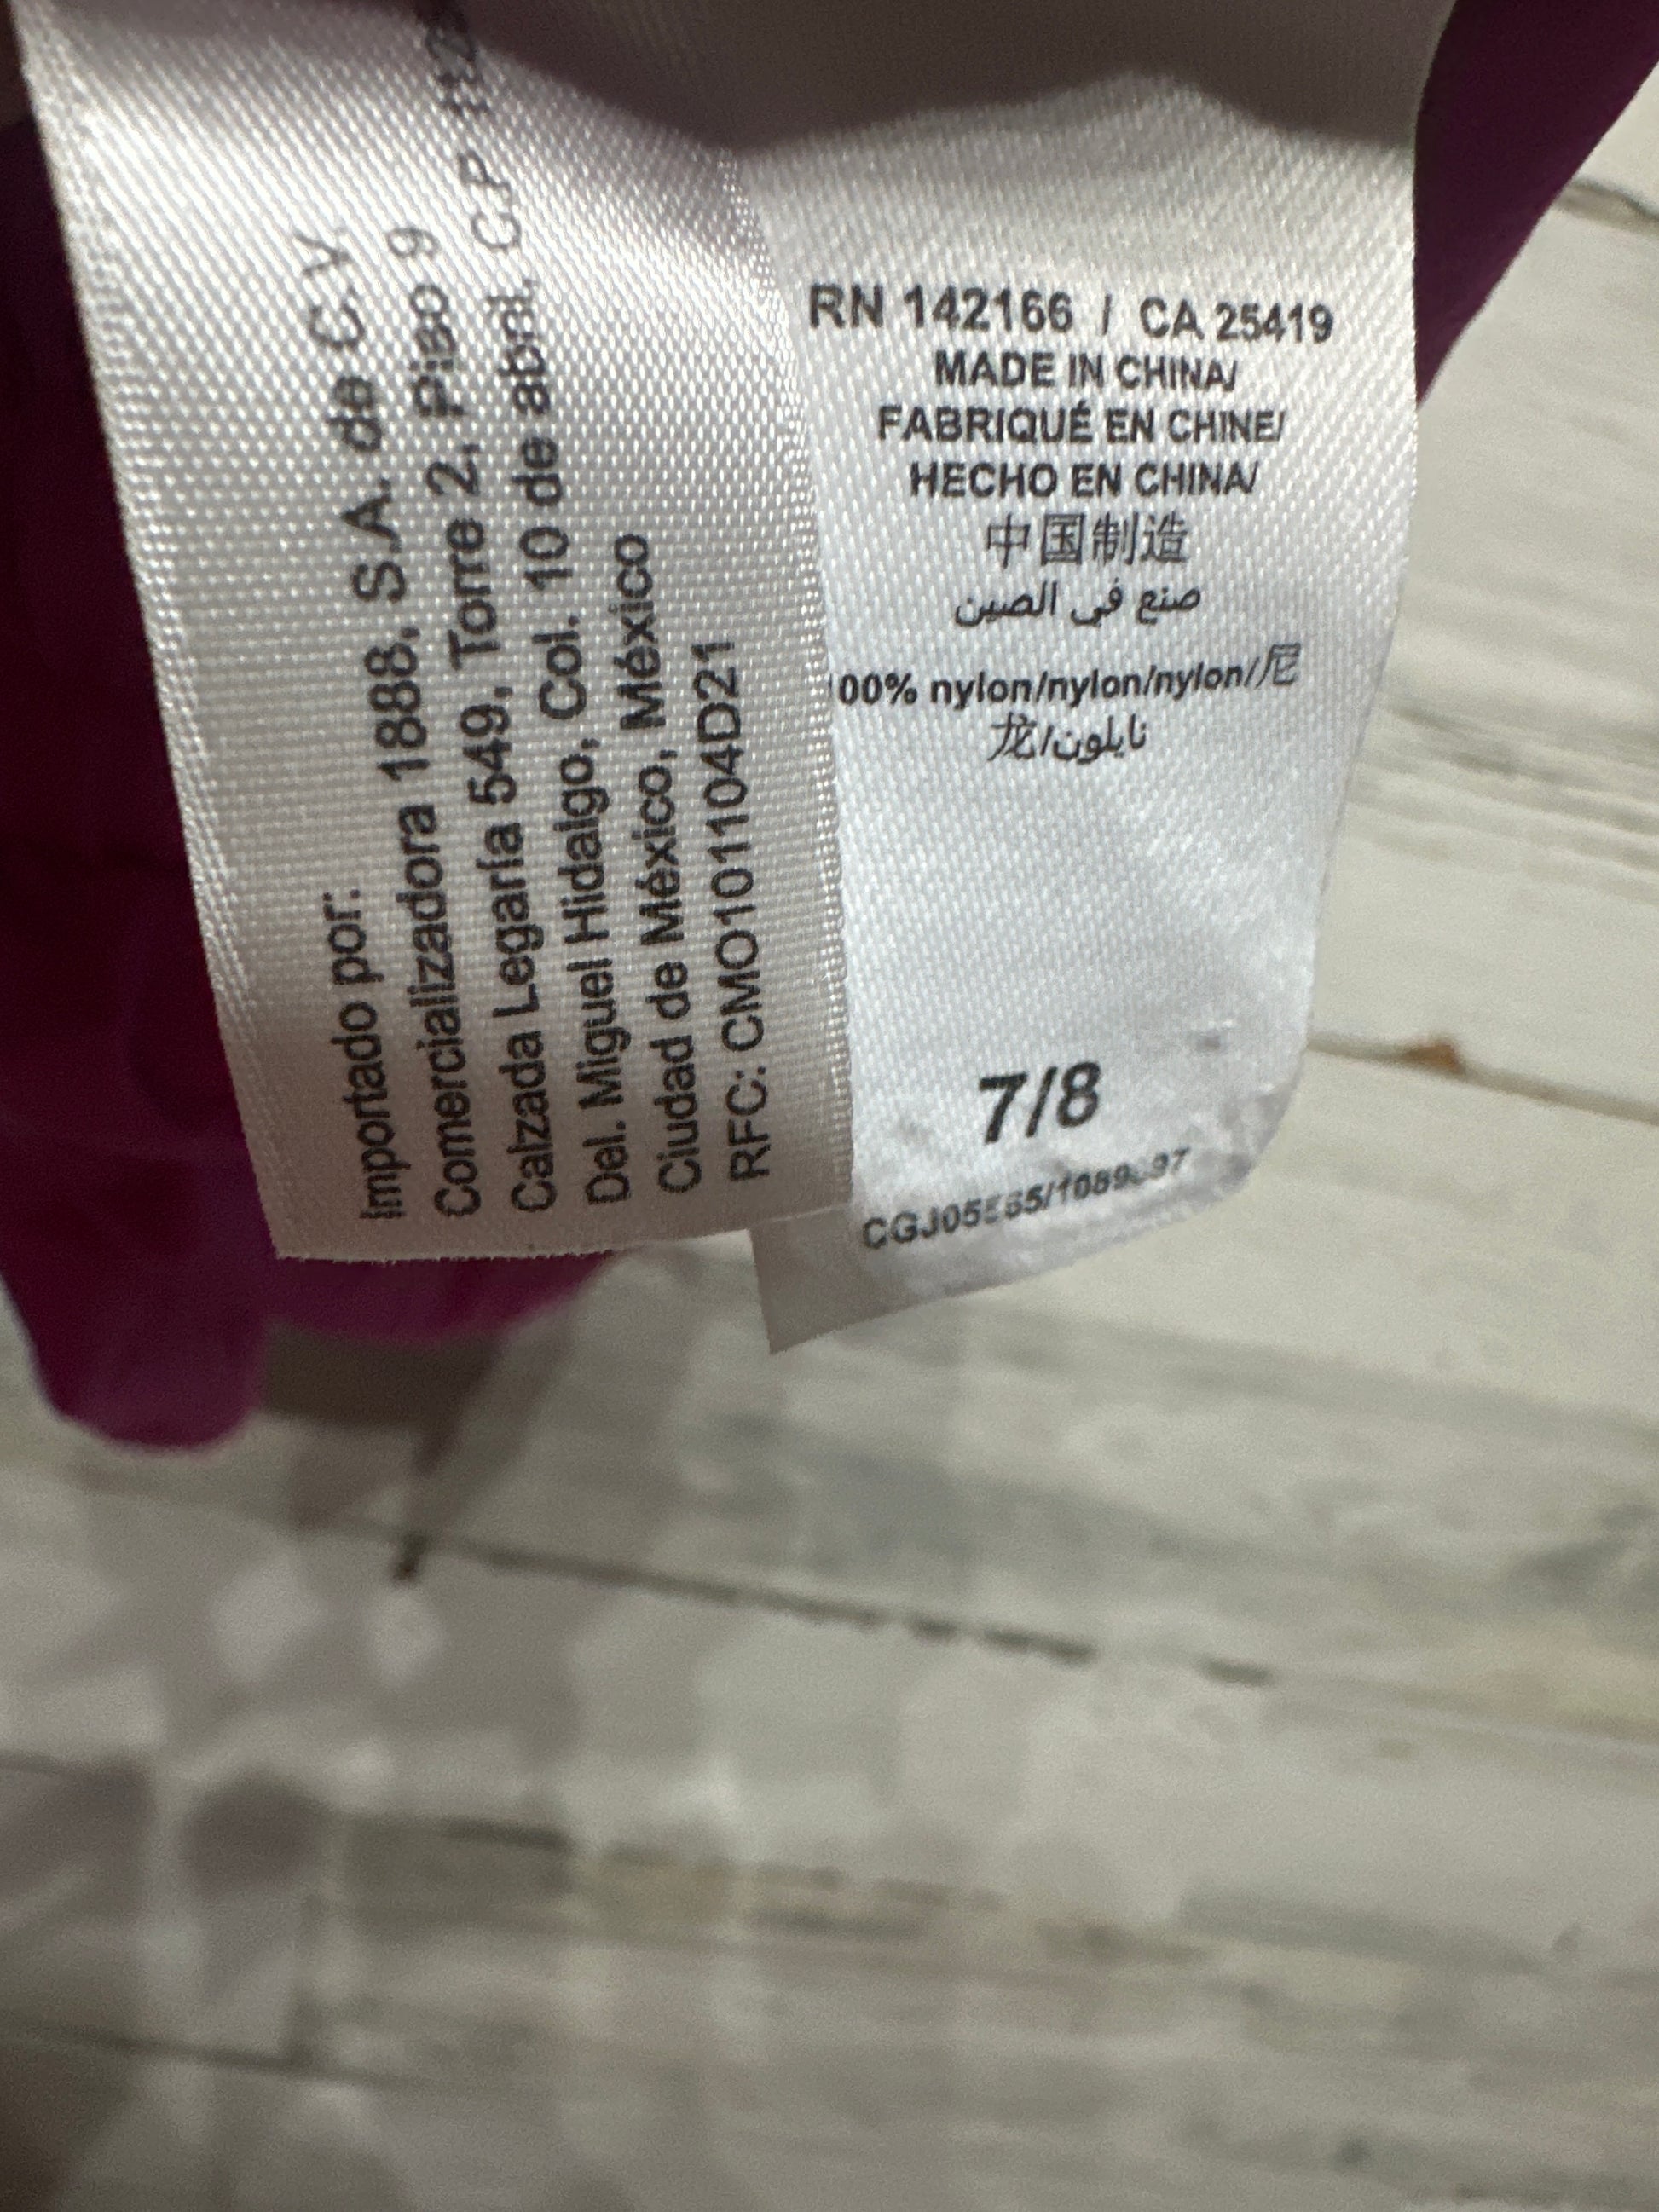 Importado por:
Comercializadora 1888, S.A. de C.V.
Calzada Legaría 549, Torre 2, Piso 9
Del. Miguel Hidalgo, Col. 10 de abril, C.P.
Ciudad de México, México
RFC: CMO101104D21
RN 142166 / CA 25419
MADE IN CHINA/
FABRIQUÉ EN CHINE/
HECHO EN CHINA/
中国制造
صنع في الصين
00% nylon/nylon/nylon/尼
龙/نايلون
7/8